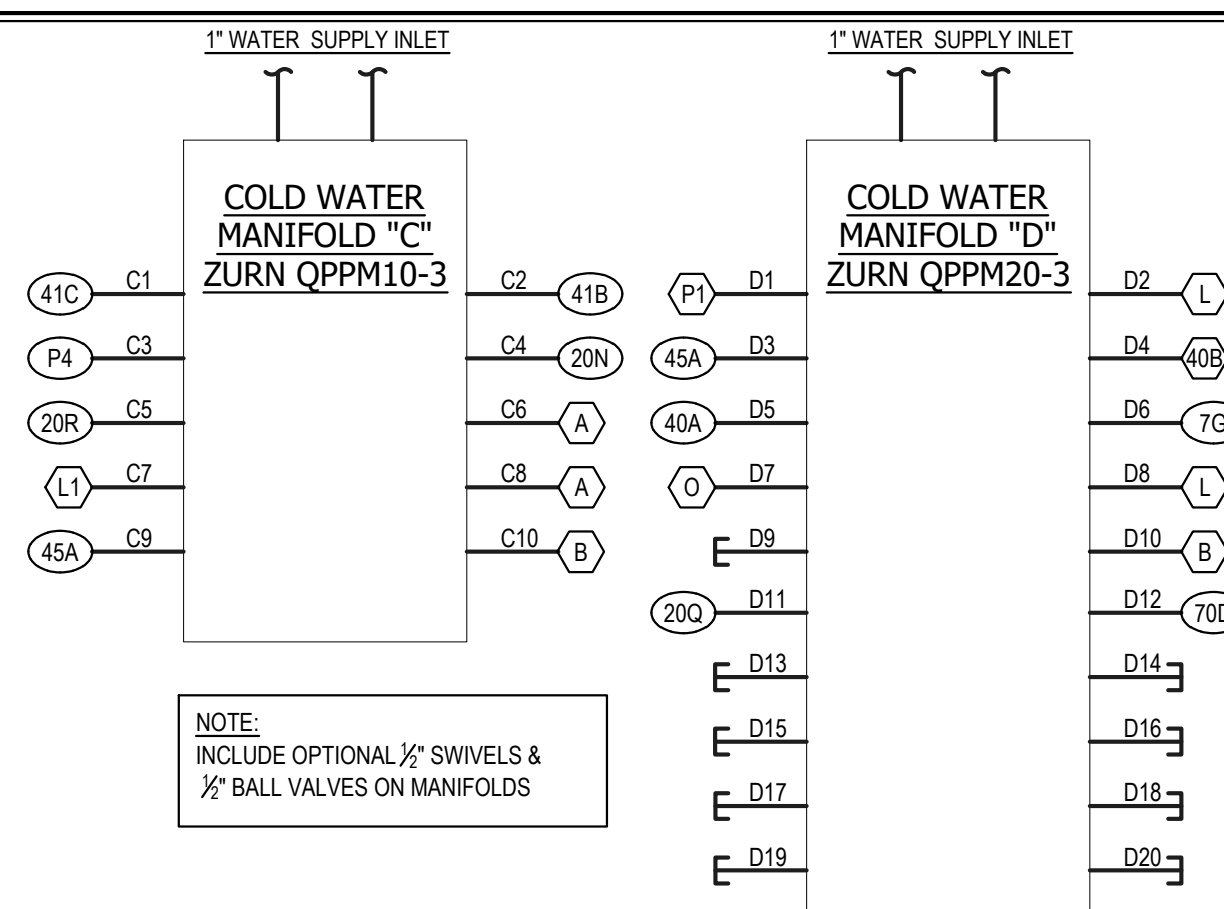 1" WATER SUPPLY INLET
COLD WATER
MANIFOLD "C"
ZURN QPPM10-3
41C C1
C2 41B
P4 C3
C4 20N
20R C5
C6 A
L1 C7
C8 A
45A C9
C10 B
NOTE:
INCLUDE OPTIONAL ½" SWIVELS &
½" BALL VALVES ON MANIFOLDS
1" WATER SUPPLY INLET
COLD WATER
MANIFOLD "D"
ZURN QPPM20-3
P1 D1
D2 L
45A D3
D4 40B
40A D5
D6 7G
O D7
D8 L
D9
D10 B
20Q D11
D12 70D
D13
D14
D15
D16
D17
D18
D19
D20